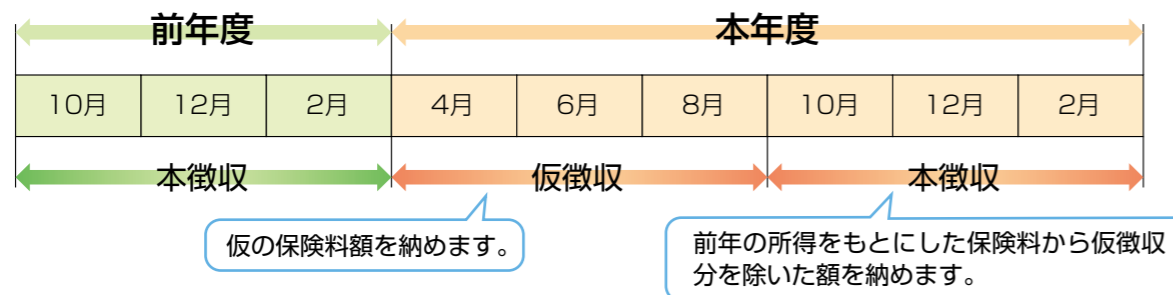 前年度 本年度
10月 12月 2月 4月 6月 8月 10月 12月 2月
本徴収 仮徴収 本徴収
仮の保険料額を納めます。
前年の所得をもとにした保険料から仮徴収
分を除いた額を納めます。